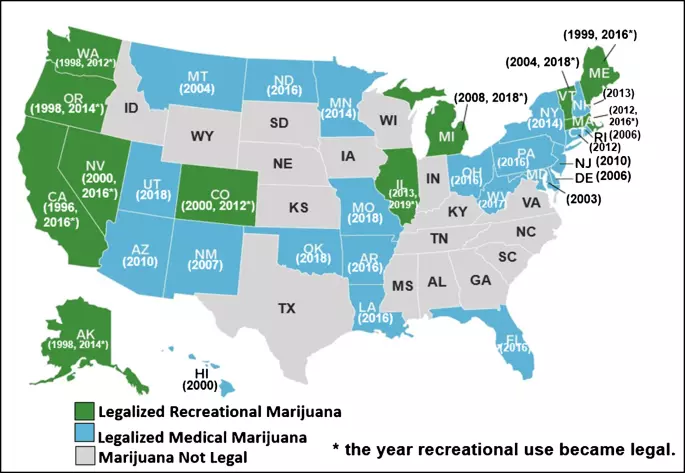 (1999, 2016*)
WA
(1998, 2012*)
MT
(2004)
ND
(2016)
MN
(2014)
(2004, 2018*)
ME
VT
NH
(2013)
OR
(1998, 2014*)
ID
WY
SD
WI
(2008, 2018*)
MI
NY
(2014)
MA
(2012,
2016*)
RI
(2006)
(2012)
NV
(2000,
2016*)
UT
(2018)
CO
(2000, 2012*)
NE
IA
IL
(2013,
2019*)
IN
OH
(2016)
PA
(2016)
NJ (2010)
DE (2006)
MD
(2003)
CA
(1996,
2016*)
KS
MO
(2018)
KY
WV
(2017)
VA
AZ
(2010)
NM
(2007)
OK
(2018)
AR
(2016)
TN
NC
SC
TX
LA
(2016)
MS
AL
GA
FL
(2016)
AK
(1998, 2014*)
HI
(2000)
Legalized Recreational Marijuana
Legalized Medical Marijuana
Marijuana Not Legal
* the year recreational use became legal.